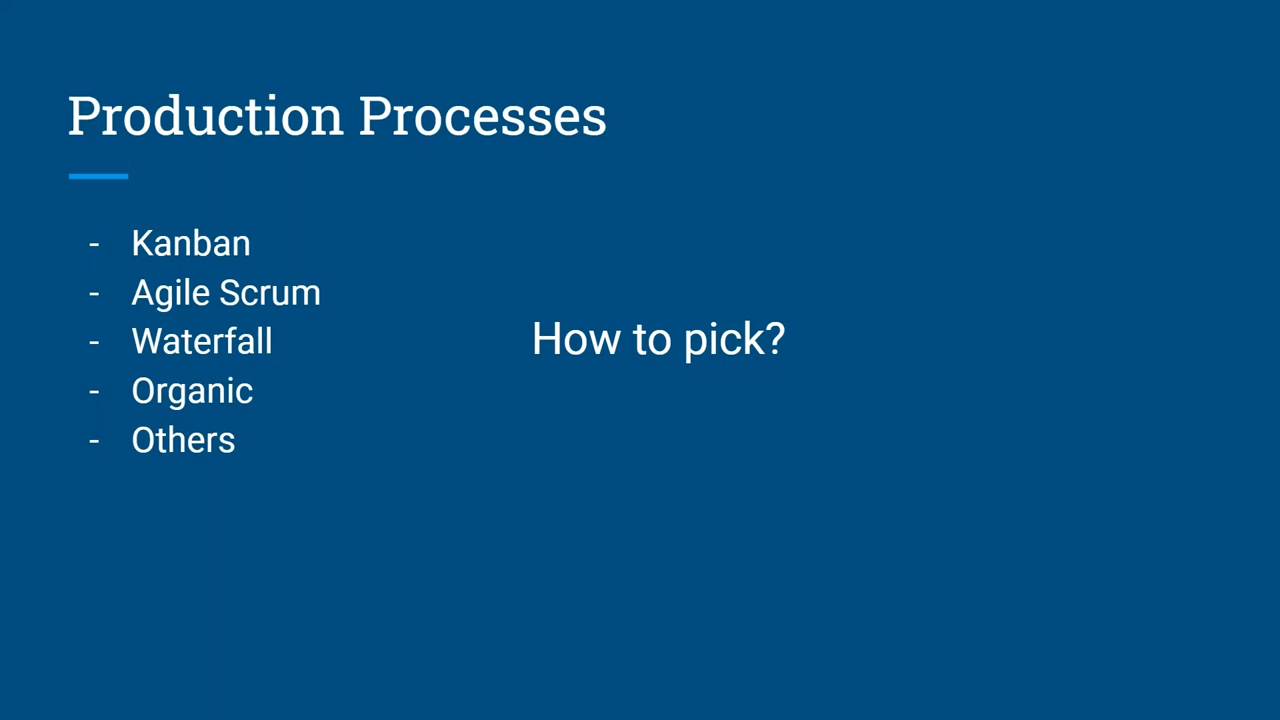 Production Processes
- Kanban
- Agile Scrum
- Waterfall
- Organic
- Others
How to pick?